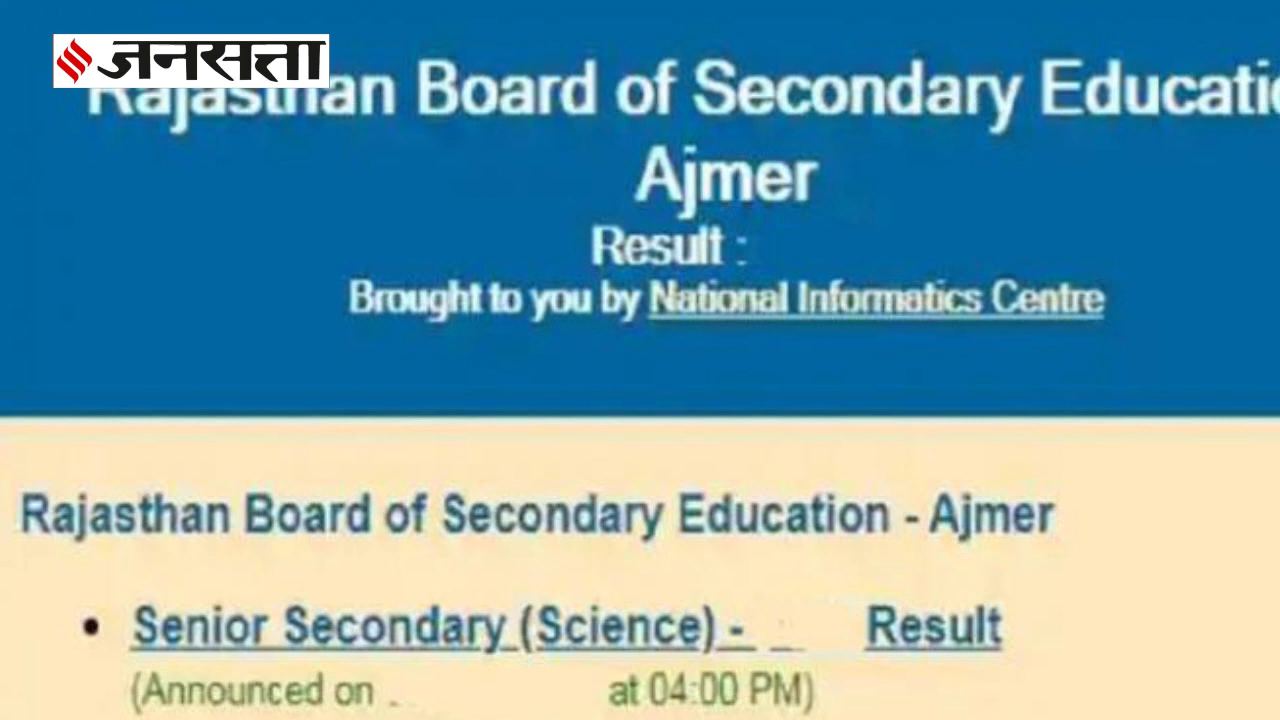 जनसत्ता
Rajasthan Board of Secondary Educatio
Ajmer
Result :
Brought to you by National Informatics Centre
Rajasthan Board of Secondary Education - Ajmer
• Senior Secondary (Science) - Result
(Announced on at 04:00 PM)